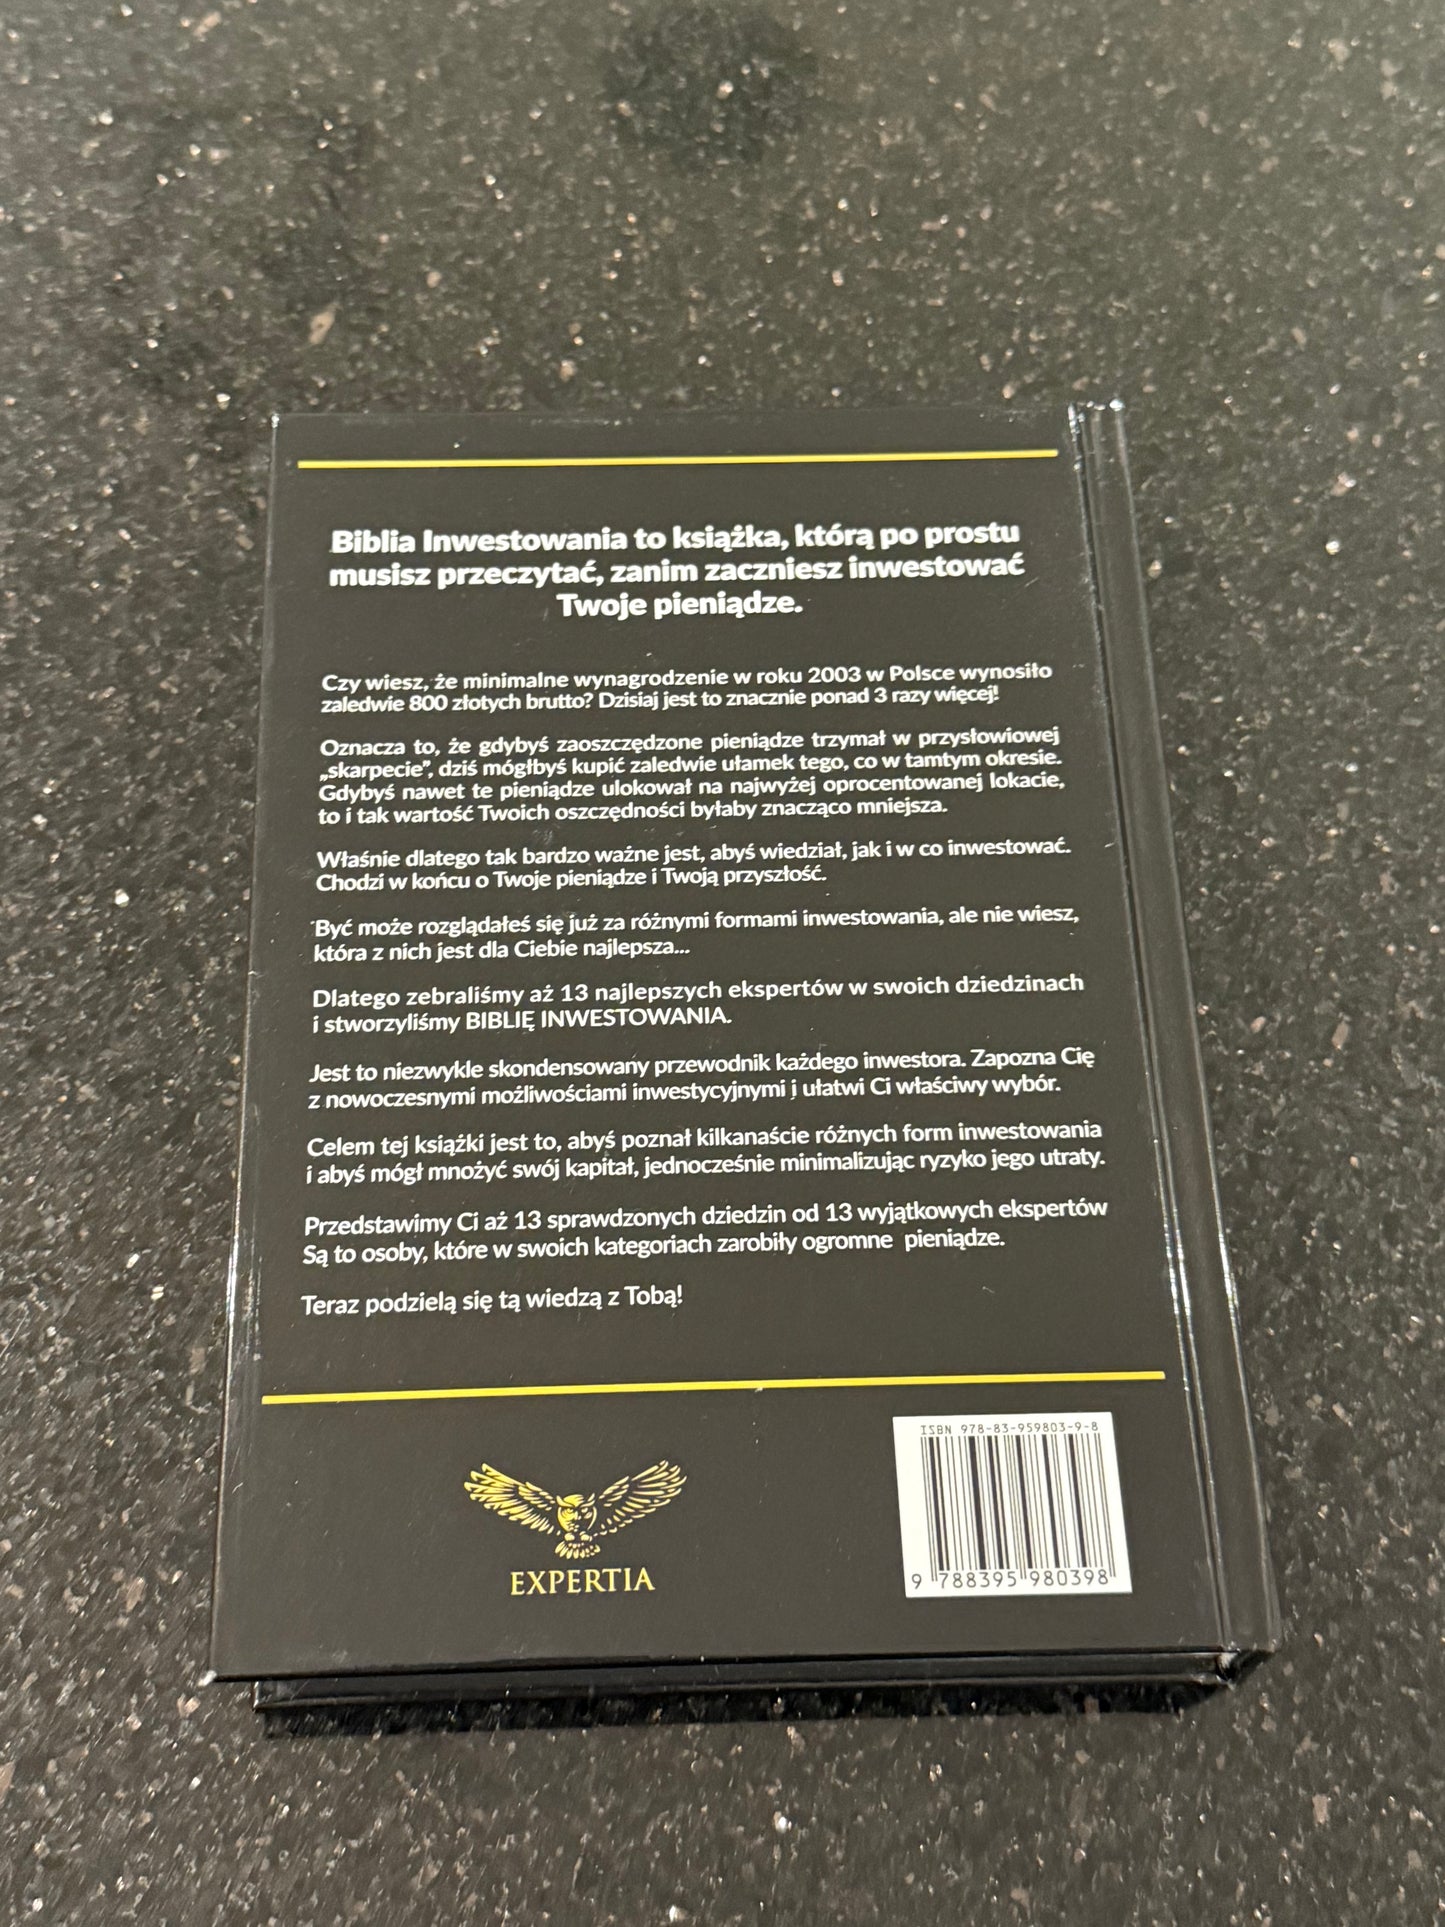 Biblia Inwestowania to książka, którą po prostu
musisz przeczytać, zanim zaczniesz inwestować
Twoje pieniądze.
Czy wiesz, że minimalne wynagrodzenie w roku 2003 w Polsce wynosiło
zaledwie 800 złotych brutto? Dzisiaj jest to znacznie ponad 3 razy więcej!
Oznacza to, że gdybyś zaoszczędzone pieniądze trzymał w przysłowiowej
„skarpecie”, dziś mógłbyś kupić zaledwie ułamek tego, co w tamtym okresie.
Gdybyś nawet te pieniądze ulokował na najwyżej oprocentowanej lokacie,
to i tak wartość Twoich oszczędności byłaby znacząco mniejsza.
Właśnie dlatego tak bardzo ważne jest, abyś wiedział, jak i w co inwestować.
Chodzi w końcu o Twoje pieniądze i Twoją przyszłość.
Być może rozglądałeś się już za różnymi formami inwestowania, ale nie wiesz,
która z nich jest dla Ciebie najlepsza...
Dlatego zebraliśmy aż 13 najlepszych ekspertów w swoich dziedzinach
i stworzyliśmy BIBLIĘ INWESTOWANIA.
Jest to niezwykle skondensowany przewodnik każdego inwestora. Zapozna Cię
z nowoczesnymi możliwościami inwestycyjnymi i ułatwi Ci właściwy wybór.
Celem tej książki jest to, abyś poznał kilkanaście różnych form inwestowania
i abyś mógł mnożyć swój kapitał, jednocześnie minimalizując ryzyko jego utraty.
Przedstawimy Ci aż 13 sprawdzonych dziedzin od 13 wyjątkowych ekspertów
Są to osoby, które w swoich kategoriach zarobiły ogromne pieniądze.
Teraz podzielą się tą wiedzą z Tobą!
EXPERTIA
ISBN 978-83-959803-9-8
9 788395 980398